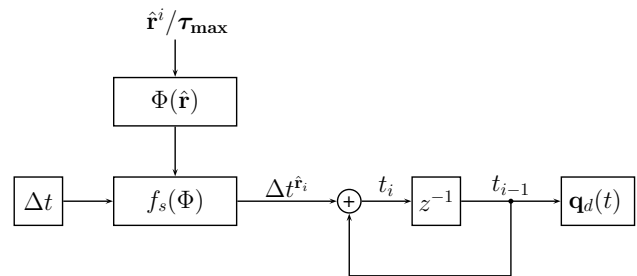 r̂ⁱ/τ_max
Φ(r̂)
Δt f_s(Φ) Δt^{r̂_i} + t_i z⁻¹ t_{i−1} q_d(t)